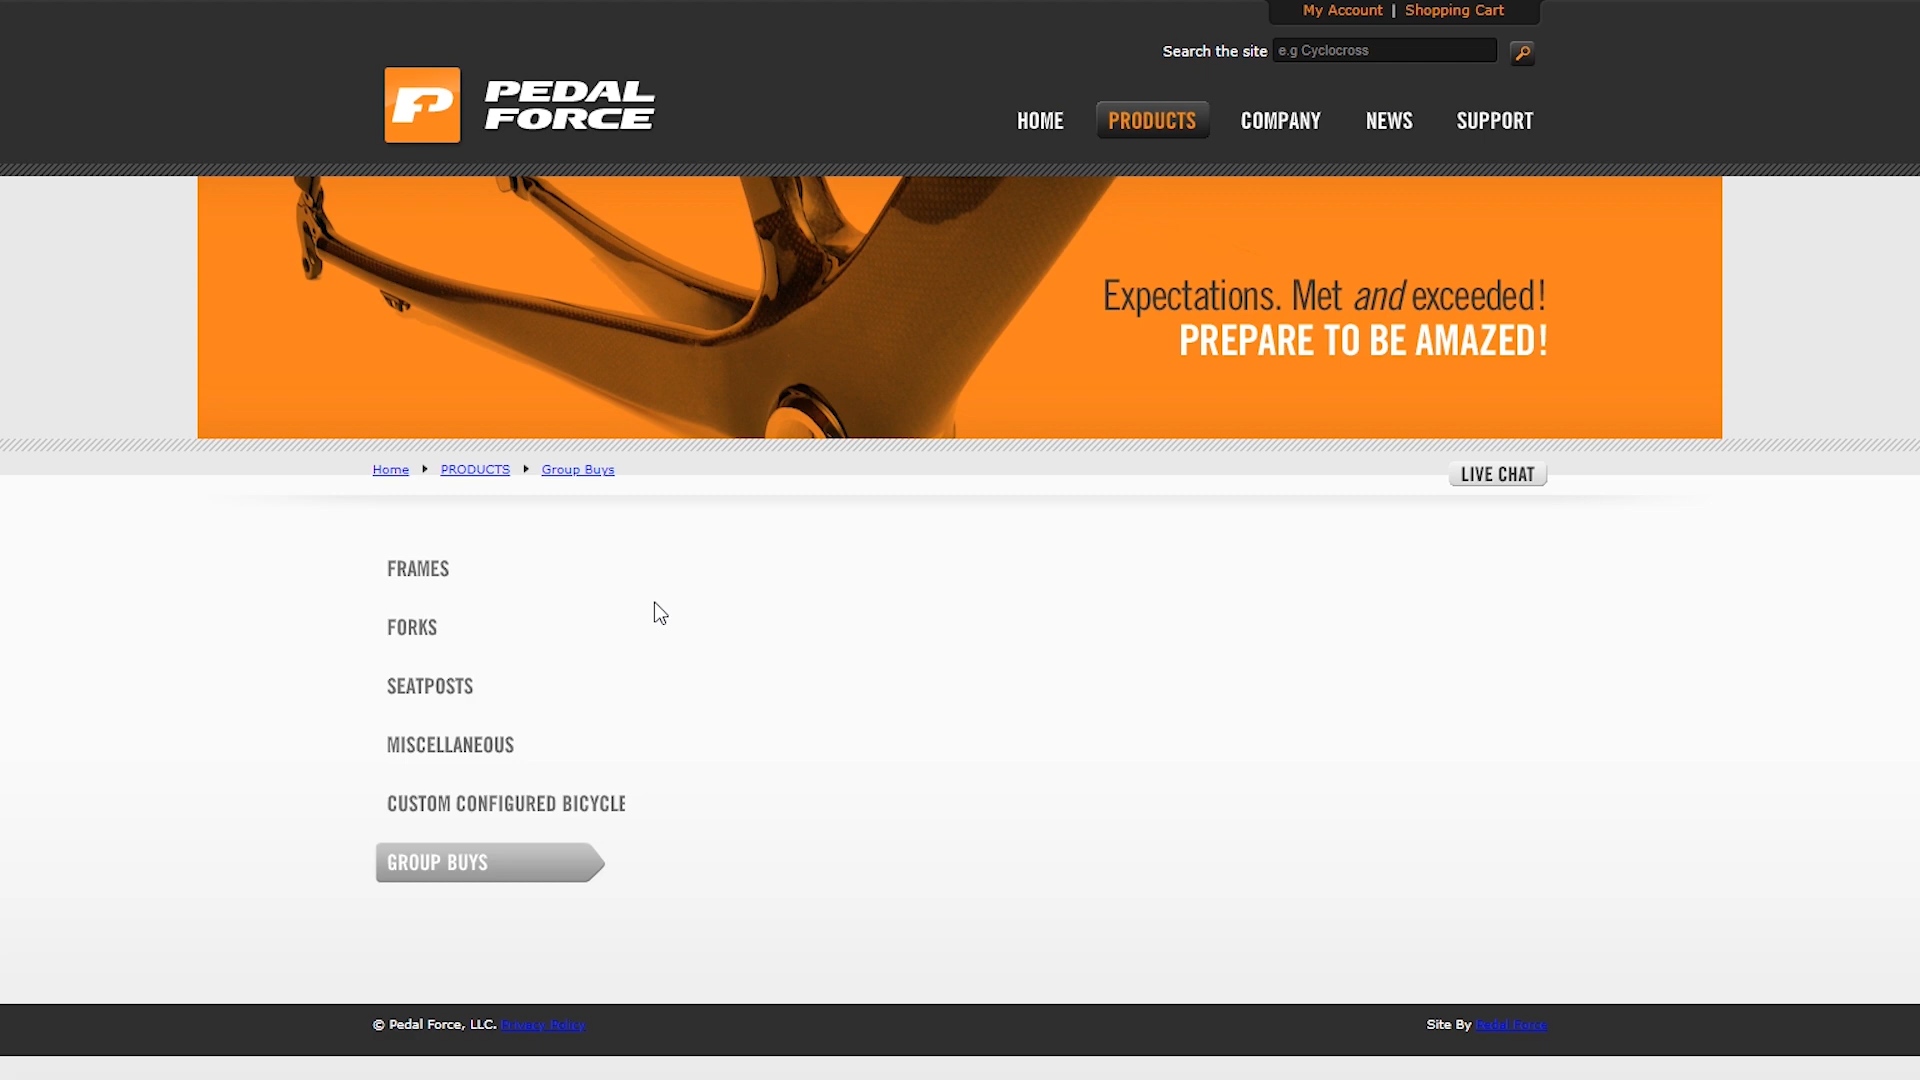 My Account | Shopping Cart
Search the site e.g Cyclocross
PEDAL
FORCE
HOME PRODUCTS COMPANY NEWS SUPPORT
Expectations. Met and exceeded!
PREPARE TO BE AMAZED!
Home PRODUCTS Group Buys
LIVE CHAT
FRAMES
FORKS
SEATPOSTS
MISCELLANEOUS
CUSTOM CONFIGURED BICYCLE
GROUP BUYS
© Pedal Force, LLC. Privacy Policy
Site By Pedal Force